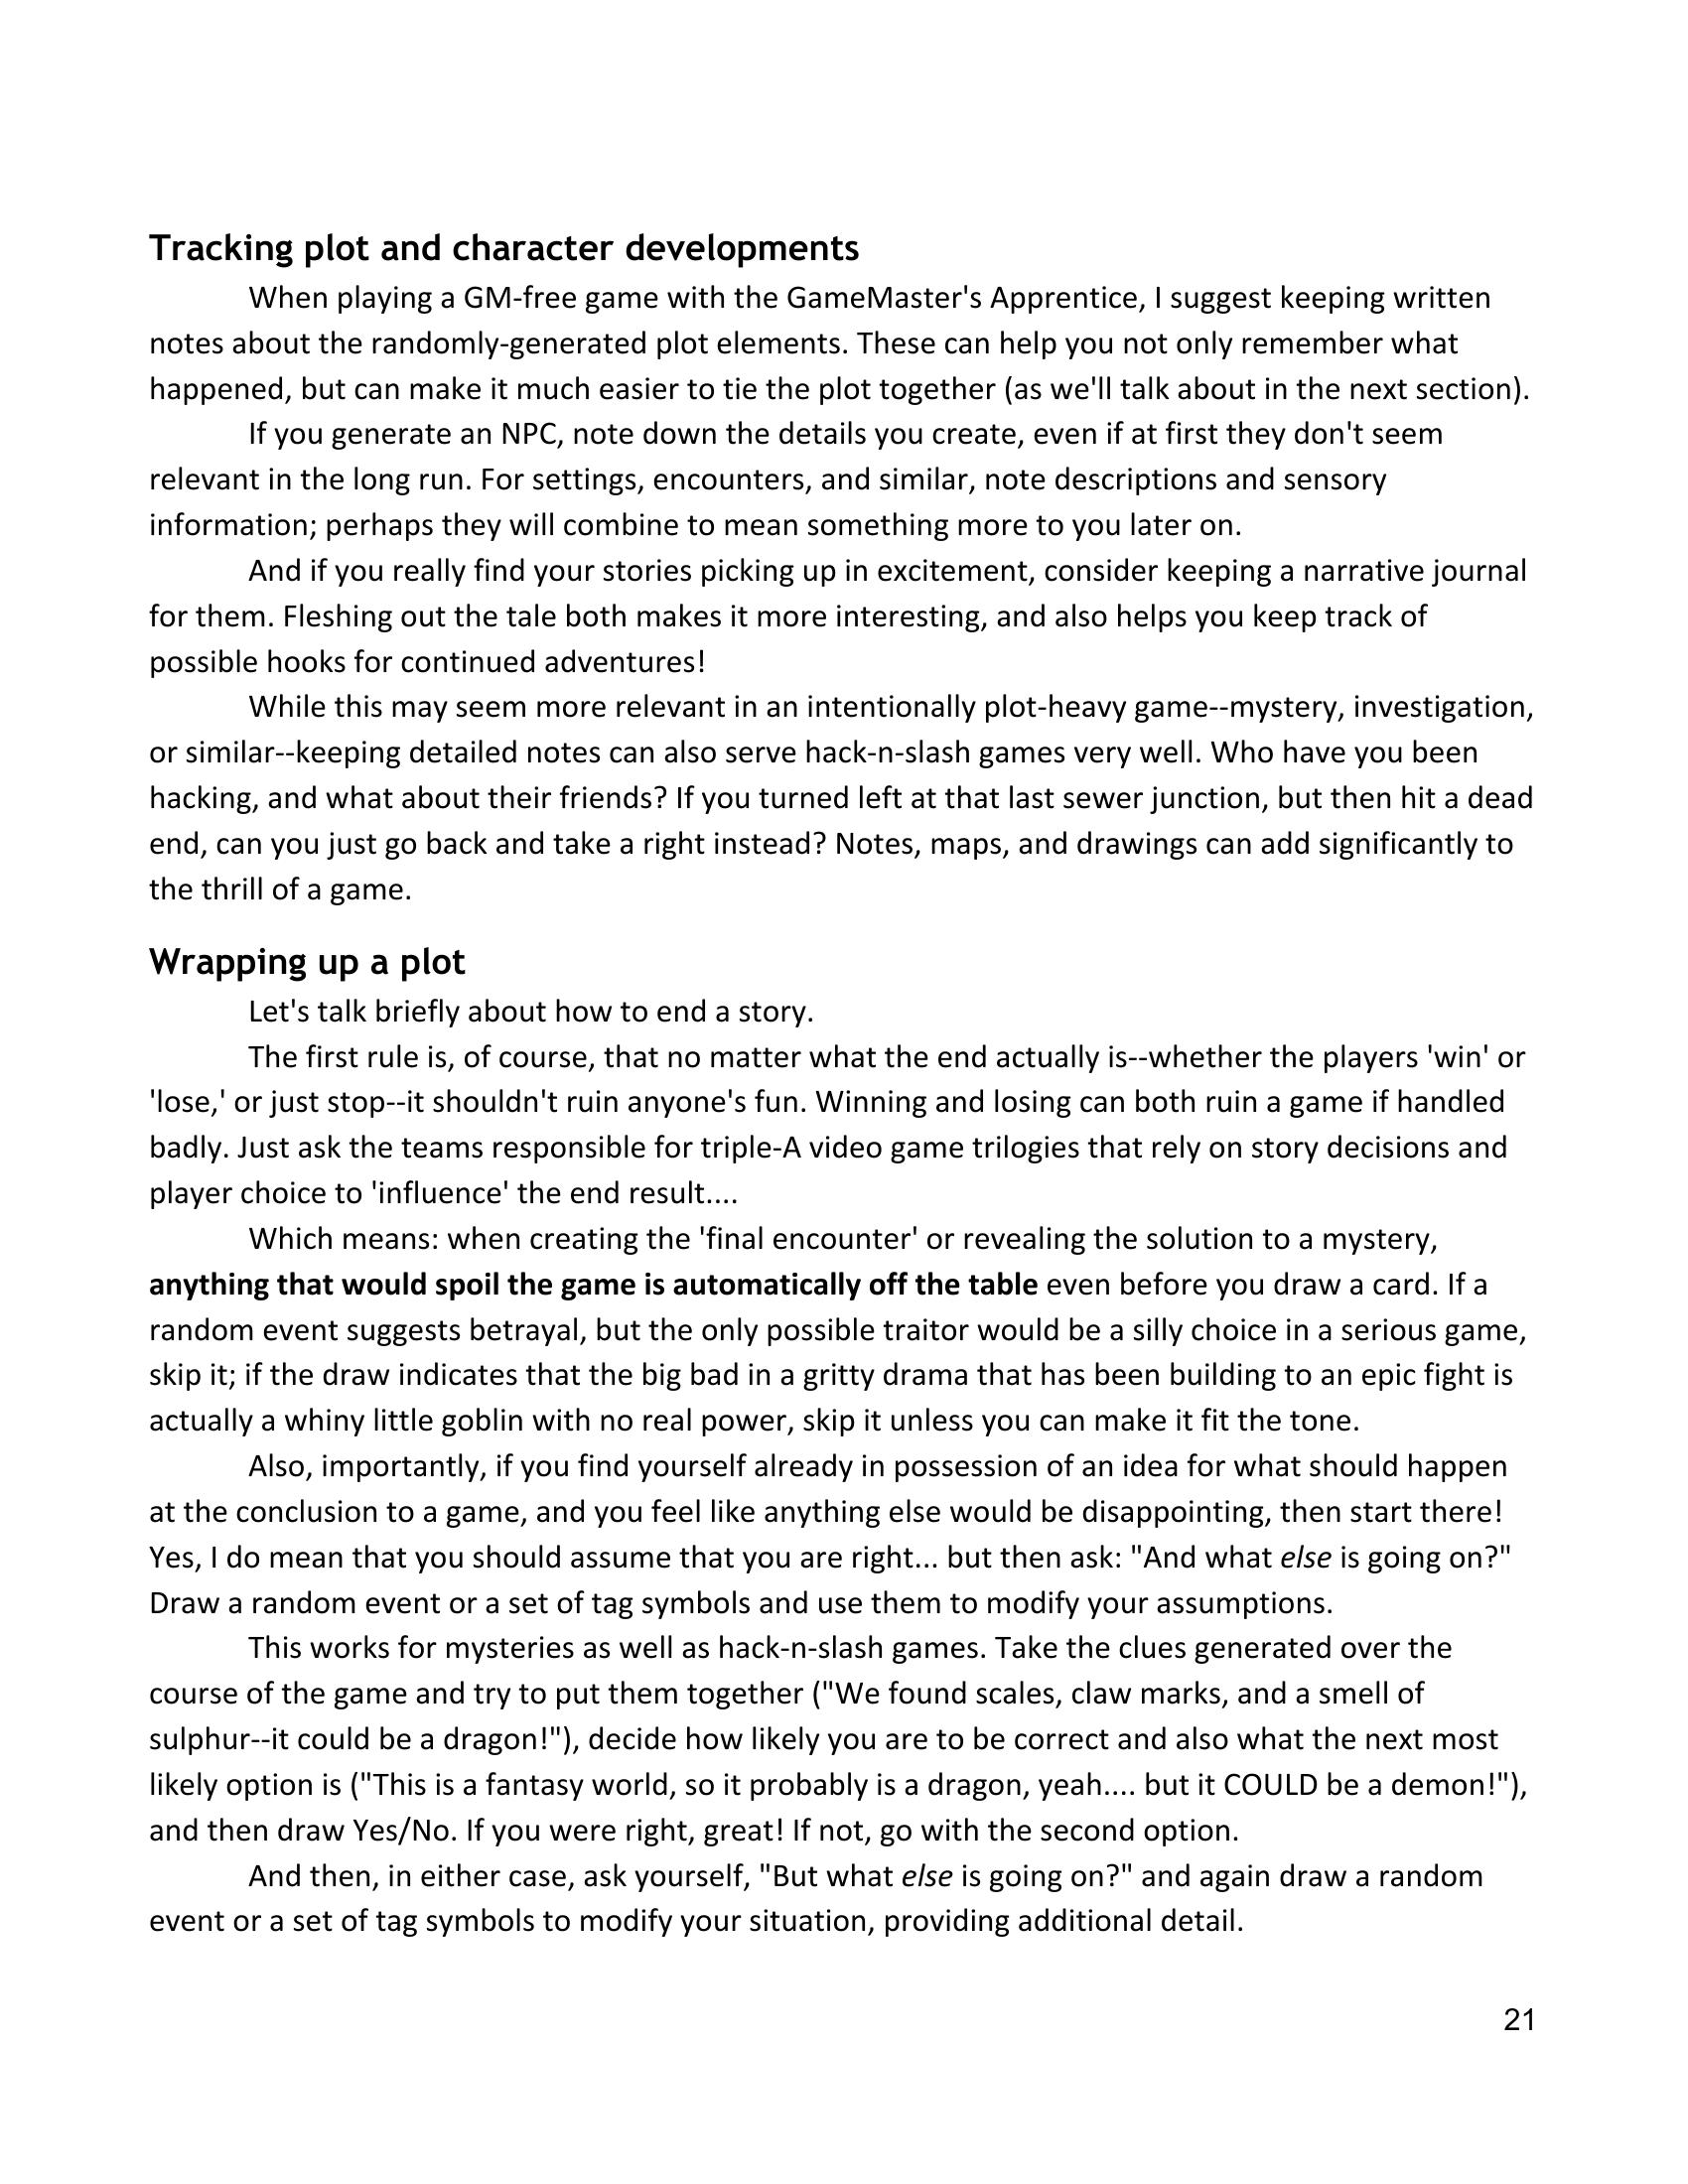 Tracking plot and character developments
When playing a GM-free game with the GameMaster's Apprentice, I suggest keeping written
notes about the randomly-generated plot elements. These can help you not only remember what
happened, but can make it much easier to tie the plot together (as we'll talk about in the next section).
If you generate an NPC, note down the details you create, even if at first they don't seem
relevant in the long run. For settings, encounters, and similar, note descriptions and sensory
information; perhaps they will combine to mean something more to you later on.
And if you really find your stories picking up in excitement, consider keeping a narrative journal
for them. Fleshing out the tale both makes it more interesting, and also helps you keep track of
possible hooks for continued adventures!
While this may seem more relevant in an intentionally plot-heavy game--mystery, investigation,
or similar--keeping detailed notes can also serve hack-n-slash games very well. Who have you been
hacking, and what about their friends? If you turned left at that last sewer junction, but then hit a dead
end, can you just go back and take a right instead? Notes, maps, and drawings can add significantly to
the thrill of a game.
Wrapping up a plot
Let's talk briefly about how to end a story.
The first rule is, of course, that no matter what the end actually is--whether the players 'win' or
'lose,' or just stop--it shouldn't ruin anyone's fun. Winning and losing can both ruin a game if handled
badly. Just ask the teams responsible for triple-A video game trilogies that rely on story decisions and
player choice to 'influence' the end result....
Which means: when creating the 'final encounter' or revealing the solution to a mystery,
anything that would spoil the game is automatically off the table even before you draw a card. If a
random event suggests betrayal, but the only possible traitor would be a silly choice in a serious game,
skip it; if the draw indicates that the big bad in a gritty drama that has been building to an epic fight is
actually a whiny little goblin with no real power, skip it unless you can make it fit the tone.
Also, importantly, if you find yourself already in possession of an idea for what should happen
at the conclusion to a game, and you feel like anything else would be disappointing, then start there!
Yes, I do mean that you should assume that you are right... but then ask: "And what else is going on?"
Draw a random event or a set of tag symbols and use them to modify your assumptions.
This works for mysteries as well as hack-n-slash games. Take the clues generated over the
course of the game and try to put them together ("We found scales, claw marks, and a smell of
sulphur--it could be a dragon!"), decide how likely you are to be correct and also what the next most
likely option is ("This is a fantasy world, so it probably is a dragon, yeah.... but it COULD be a demon!"),
and then draw Yes/No. If you were right, great! If not, go with the second option.
And then, in either case, ask yourself, "But what else is going on?" and again draw a random
event or a set of tag symbols to modify your situation, providing additional detail.
21